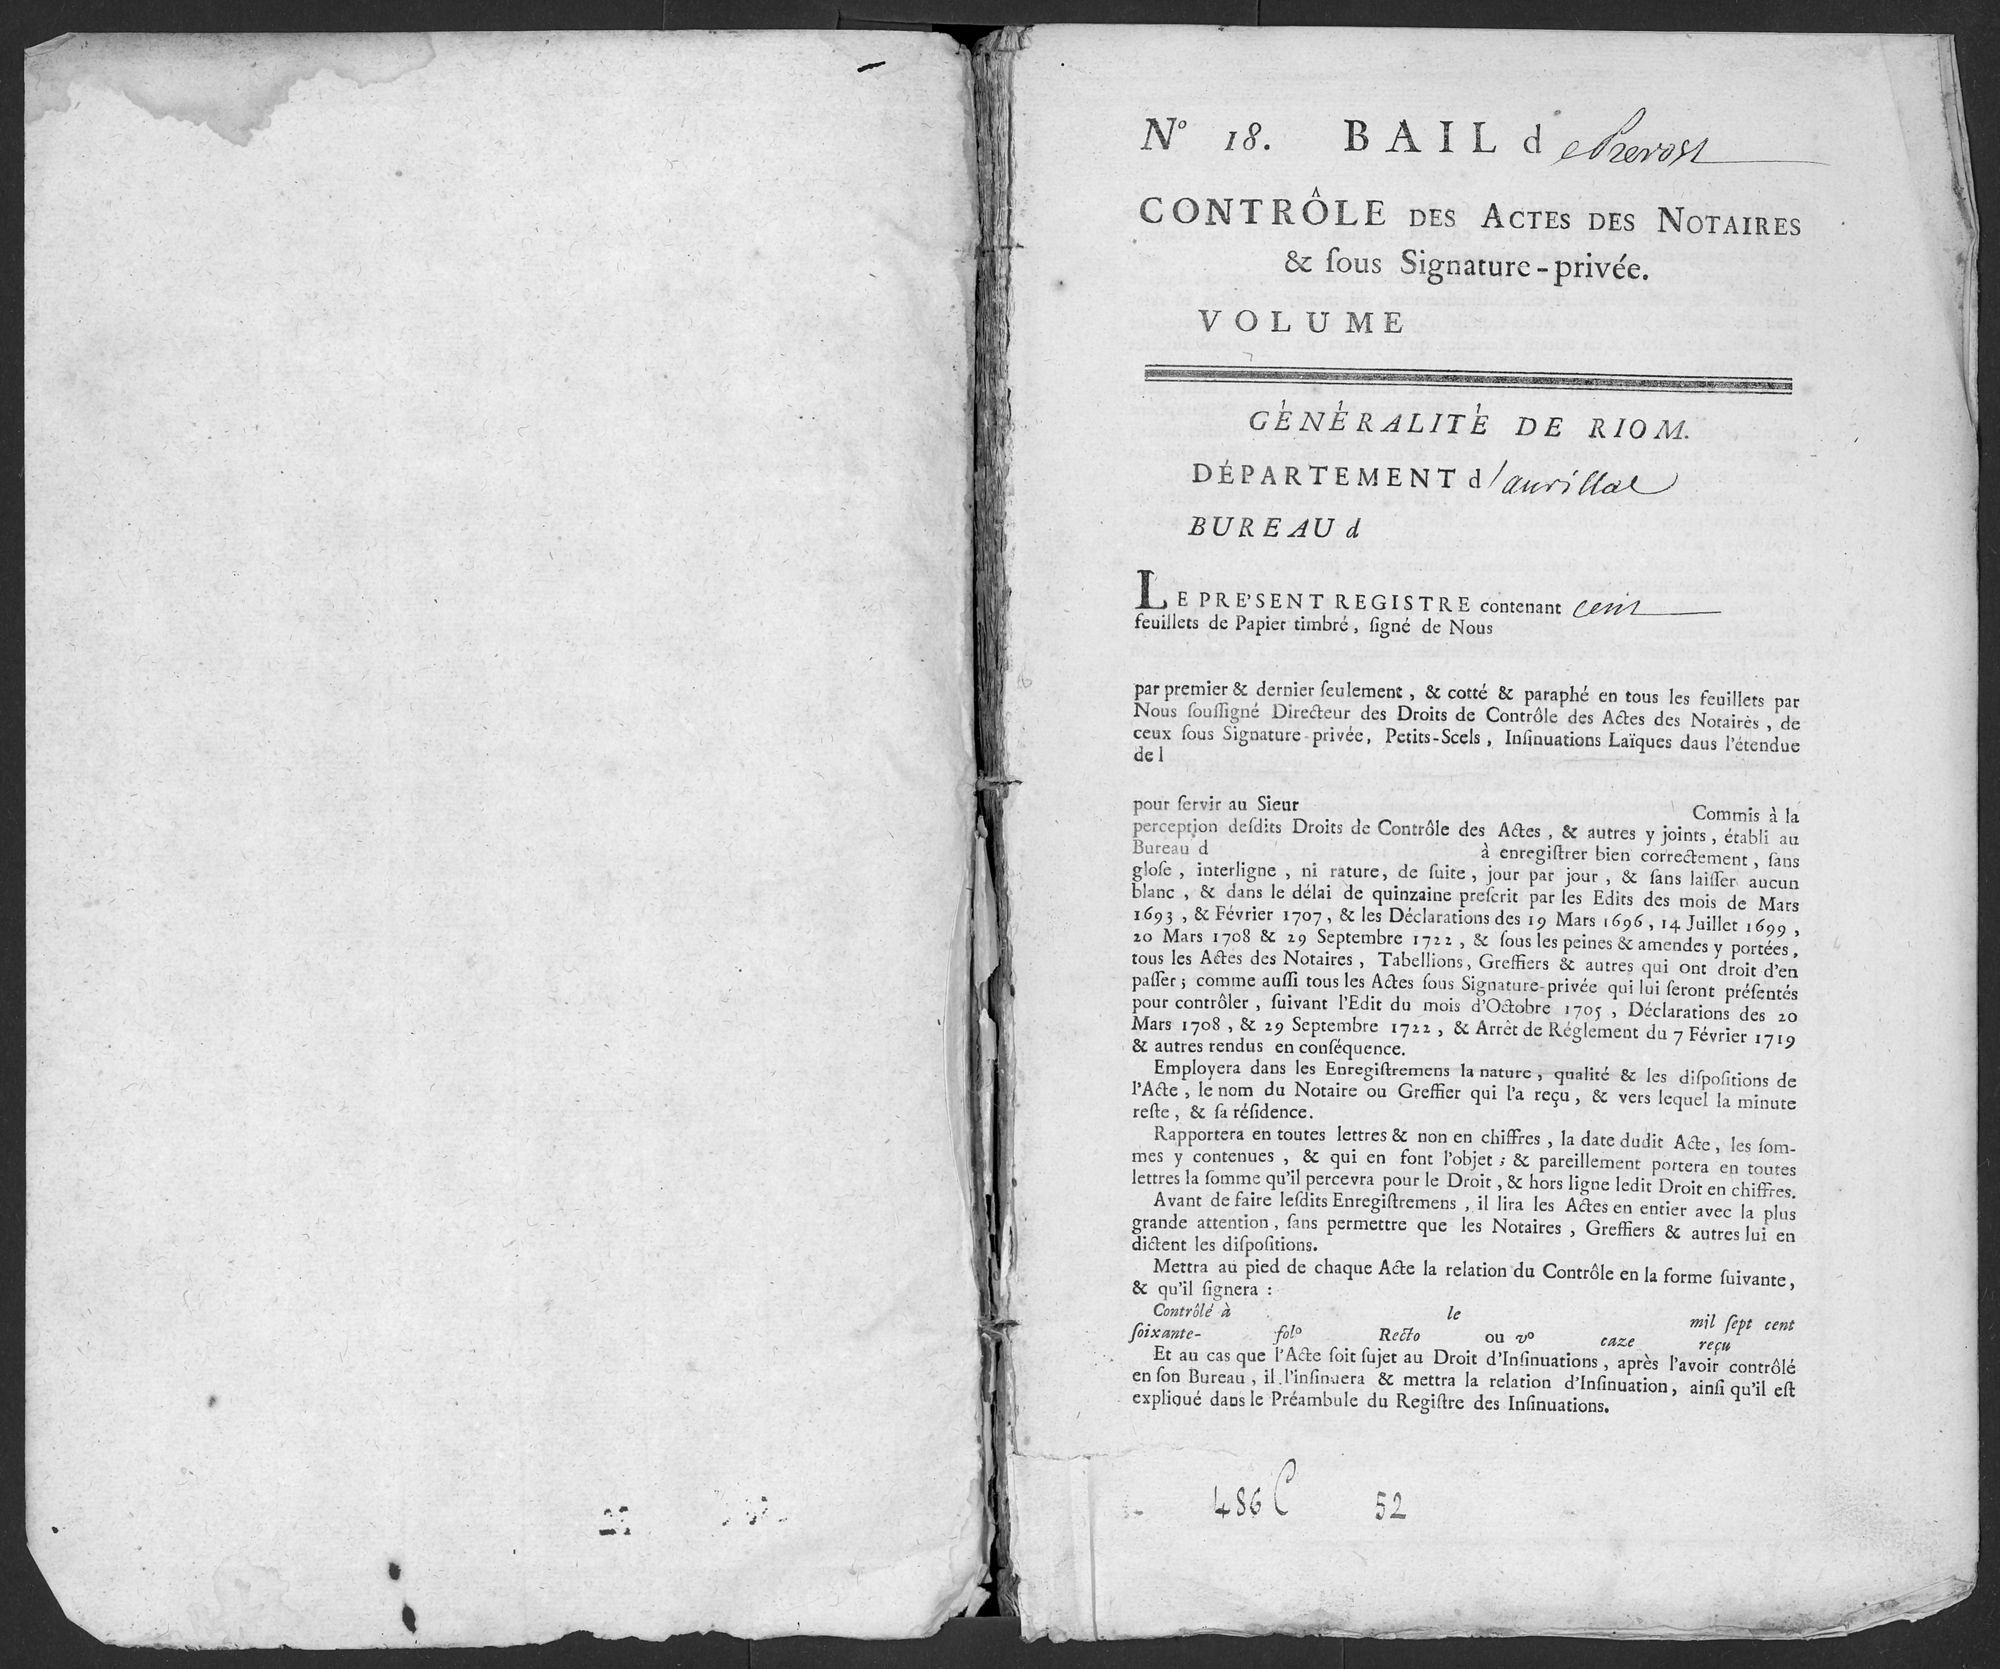 Nº 18. BAIL de Prevost
CONTRÔLE DES ACTES DES NOTAIRES
& ſous Signature-privée.
VOLUME
GÉNÉRALITÉ DE RIOM.
DÉPARTEMENT d'aurillac
BUREAU d
LE PRE'SENT REGISTRE contenant cent
feuillets de Papier timbré, ſigné de Nous
par premier & dernier ſeulement, & cotté & paraphé en tous les feuillets par
Nous ſouſſigné Directeur des Droits de Contrôle des Actes des Notairès, de
ceux ſous Signature-privée, Petits-Scels, Inſinuations Laïques daus l'étendue
de l
pour ſervir au Sieur Commis à la
perception deſdits Droits de Contrôle des Actes, & autres y joints, établi au
Bureau d à enregiſtrer bien correctement, ſans
gloſe, interligne, ni rature, de ſuite, jour par jour, & ſans laiſſer aucun
blanc, & dans le délai de quinzaine preſcrit par les Edits des mois de Mars
1693, & Février 1707, & les Déclarations des 19 Mars 1696, 14 Juillet 1699,
20 Mars 1708 & 29 Septembre 1722, & ſous les peines & amendes y portées,
tous les Actes des Notaires, Tabellions, Greffiers & autres qui ont droit d'en
paſſer; comme auſſi tous les Actes ſous Signature-privée qui lui ſeront préſentés
pour contrôler, ſuivant l'Edit du mois d'Octobre 1705, Déclarations des 20
Mars 1708, & 29 Septembre 1722, & Arrêt de Réglement du 7 Février 1719
& autres rendus en conſéquence.
Employera dans les Enregiſtremens la nature, qualité & les diſpoſitions de
l'Acte, le nom du Notaire ou Greffier qui l'a reçu, & vers lequel la minute
reſte, & ſa réſidence.
Rapportera en toutes lettres & non en chiffres, la date dudit Acte, les ſom-
mes y contenues, & qui en font l'objet; & pareillement portera en toutes
lettres la ſomme qu'il percevra pour le Droit, & hors ligne ledit Droit en chiffres.
Avant de faire leſdits Enregiſtremens, il lira les Actes en entier avec la plus
grande attention, ſans permettre que les Notaires, Greffiers & autres lui en
dictent les diſpoſitions.
Mettra au pied de chaque Acte la relation du Contrôle en la forme ſuivante,
& qu'il ſignera :
Contrôlé à le mil ſept cent
ſoixante- folº Recto ou vº caze reçu
Et au cas que l'Acte ſoit ſujet au Droit d'Inſinuations, après l'avoir contrôlé
en ſon Bureau, il l'inſinuera & mettra la relation d'Inſinuation, ainſi qu'il eſt
expliqué dans le Préambule du Regiſtre des Inſinuations.
486 C 52